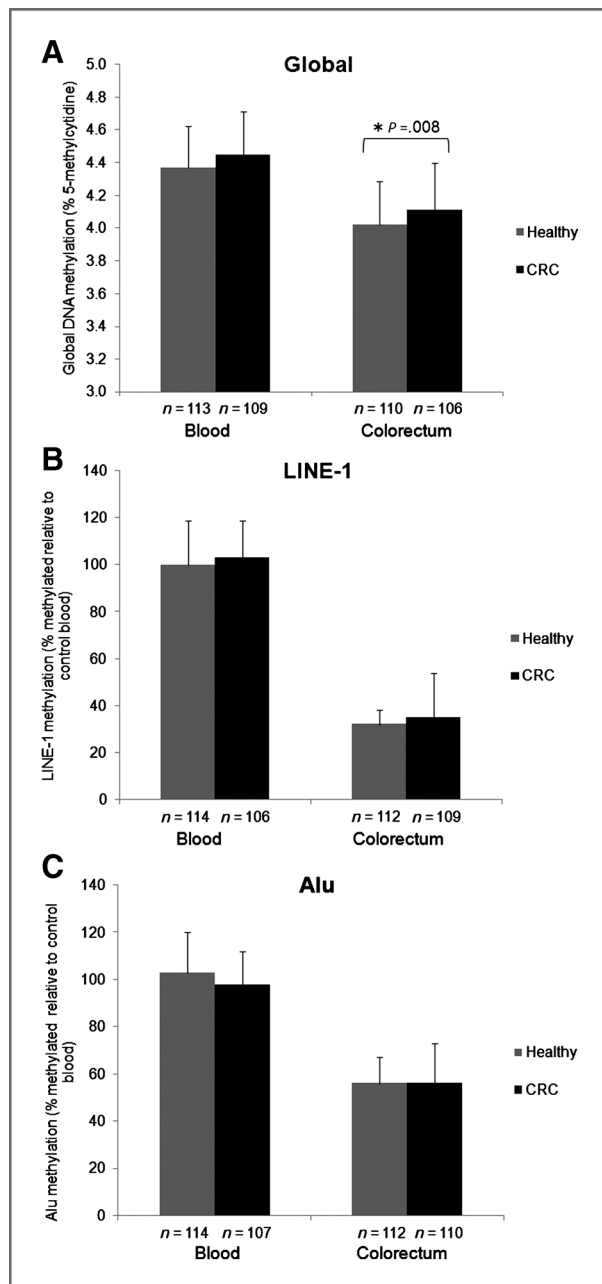 A
Global
Global DNA methylation (% 5-methylcytidine)
5.0
4.8
4.6
4.4
4.2
4.0
3.8
3.6
3.4
3.2
3.0
* P =.008
Healthy
CRC
n = 113 n = 109 n = 110 n = 106
Blood Colorectum
B
LINE-1
LINE-1 methylation (% methylated relative to
control blood)
140
120
100
80
60
40
20
0
Healthy
CRC
n = 114 n = 106 n = 112 n = 109
Blood Colorectum
C
Alu
Alu methylation (% methylated relative to control
blood)
140
120
100
80
60
40
20
0
Healthy
CRC
n = 114 n = 107 n = 112 n = 110
Blood Colorectum